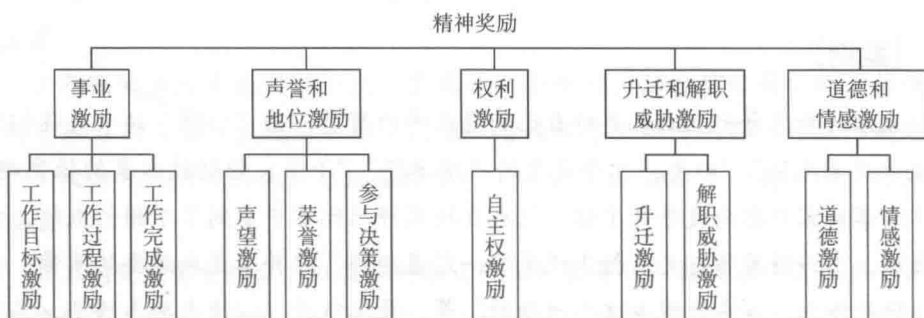 精神奖励
事业
激励
声誉和
地位激励
权利
激励
升迁和解职
威胁激励
道德和
情感激励
工作目标激励
工作过程激励
工作完成激励
声望激励
荣誉激励
参与决策激励
自主权激励
升迁激励
解职威胁激励
道德激励
情感激励